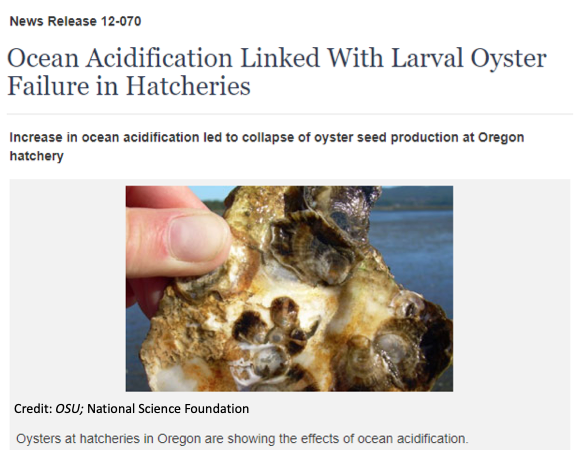 News Release 12-070
Ocean Acidification Linked With Larval Oyster
Failure in Hatcheries
Increase in ocean acidification led to collapse of oyster seed production at Oregon
hatchery
Credit: OSU; National Science Foundation
Oysters at hatcheries in Oregon are showing the effects of ocean acidification.